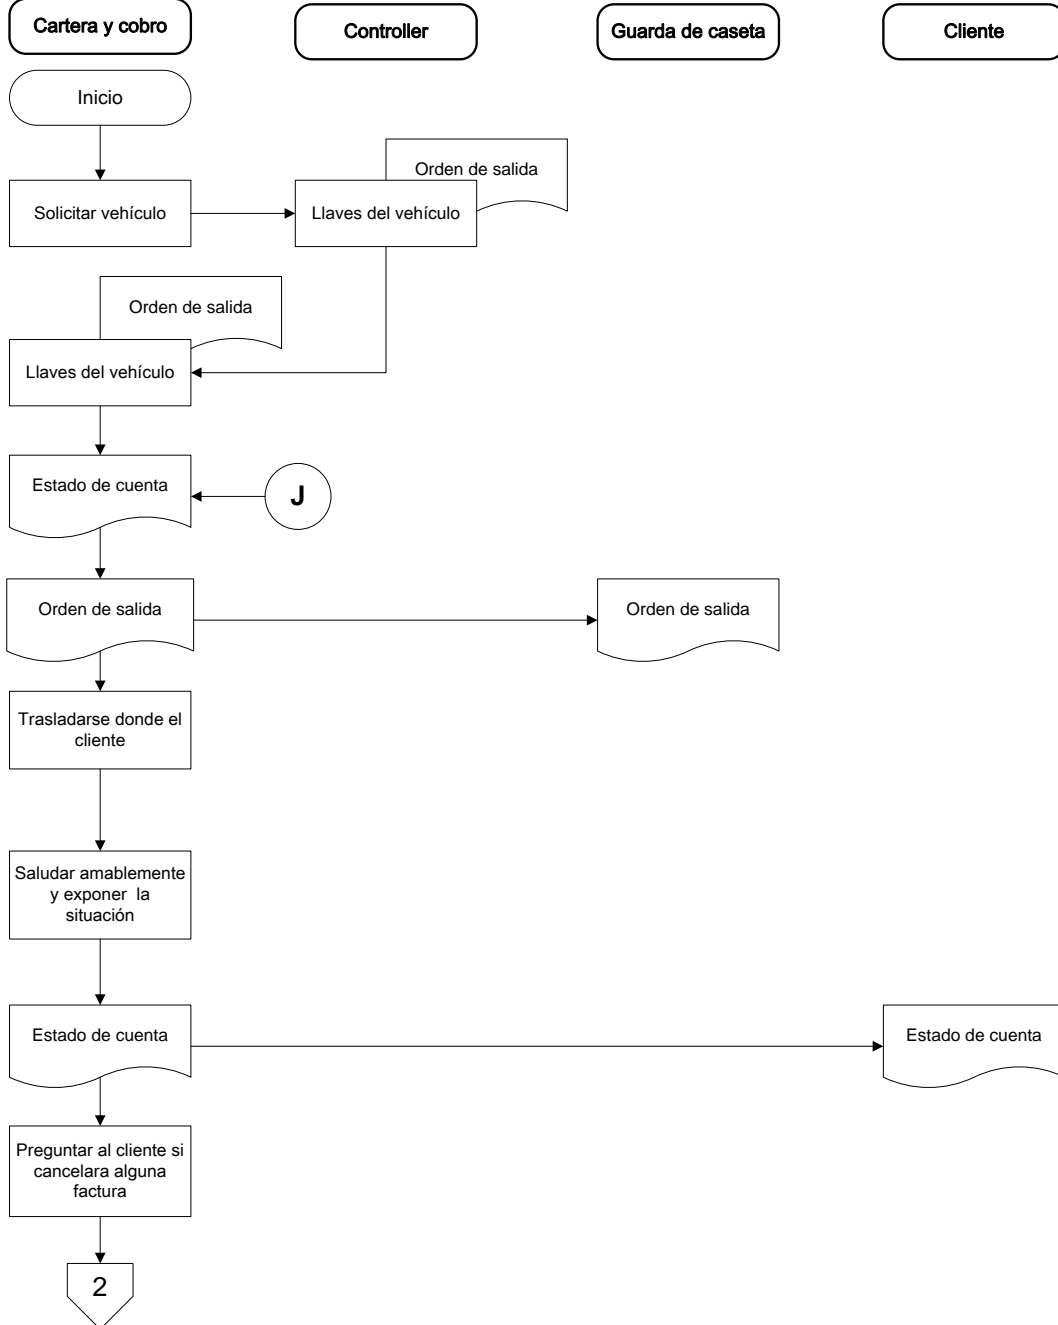 Cartera y cobro
Controller
Guarda de caseta
Cliente
Inicio
Orden de salida
Solicitar vehículo
Llaves del vehículo
Orden de salida
Llaves del vehículo
Estado de cuenta
J
Orden de salida
Orden de salida
Trasladarse donde el
cliente
Saludar amablemente
y exponer la
situación
Estado de cuenta
Estado de cuenta
Preguntar al cliente si
cancelara alguna
factura
2